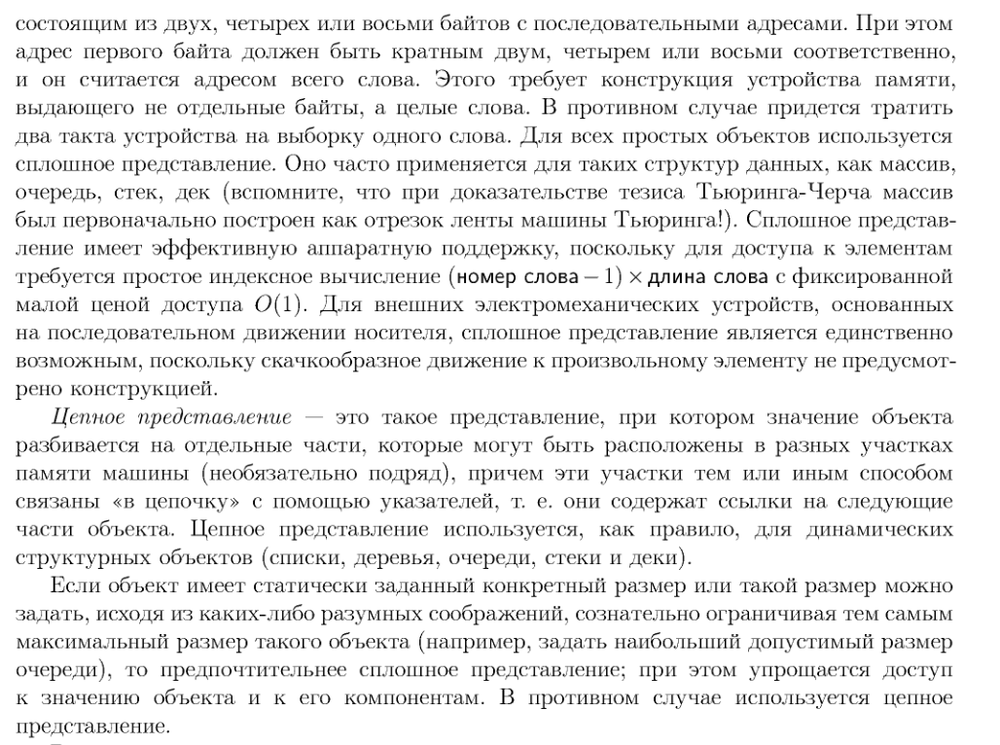 состоящим из двух, четырех или восьми байтов с последовательными адресами. При этом
адрес первого байта должен быть кратным двум, четырем или восьми соответственно,
и он считается адресом всего слова. Этого требует конструкция устройства памяти,
выдающего не отдельные байты, а целые слова. В противном случае придется тратить
два такта устройства на выборку одного слова. Для всех простых объектов используется
сплошное представление. Оно часто применяется для таких структур данных, как массив,
очередь, стек, дек (вспомните, что при доказательстве тезиса Тьюринга-Черча массив
был первоначально построен как отрезок ленты машины Тьюринга!). Сплошное представ-
ление имеет эффективную аппаратную поддержку, поскольку для доступа к элементам
требуется простое индексное вычисление (номер слова – 1) × длина слова с фиксированной
малой ценой доступа O(1). Для внешних электромеханических устройств, основанных
на последовательном движении носителя, сплошное представление является единственно
возможным, поскольку скачкообразное движение к произвольному элементу не предусмот-
рено конструкцией.
Цепное представление — это такое представление, при котором значение объекта
разбивается на отдельные части, которые могут быть расположены в разных участках
памяти машины (необязательно подряд), причем эти участки тем или иным способом
связаны «в цепочку» с помощью указателей, т. е. они содержат ссылки на следующие
части объекта. Цепное представление используется, как правило, для динамических
структурных объектов (списки, деревья, очереди, стеки и деки).
Если объект имеет статически заданный конкретный размер или такой размер можно
задать, исходя из каких-либо разумных соображений, сознательно ограничивая тем самым
максимальный размер такого объекта (например, задать наибольший допустимый размер
очереди), то предпочтительнее сплошное представление; при этом упрощается доступ
к значению объекта и к его компонентам. В противном случае используется цепное
представление.